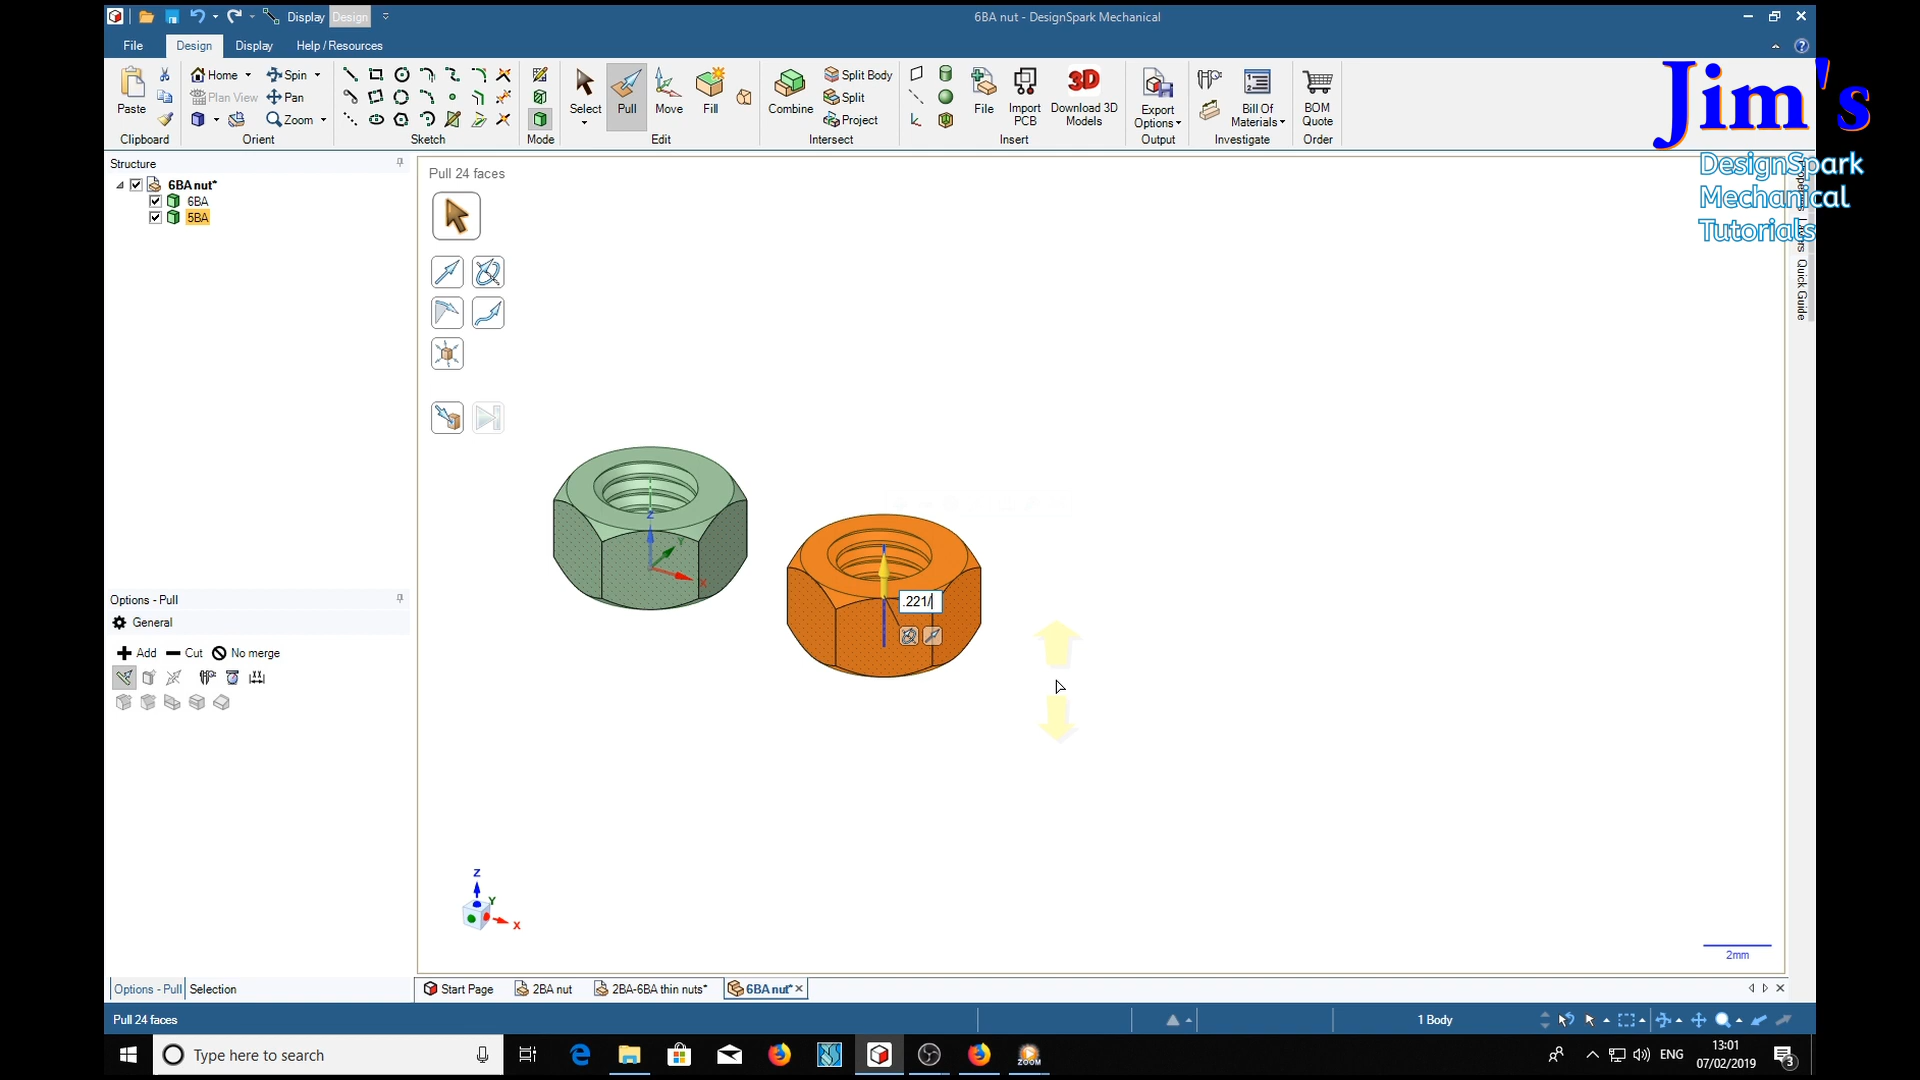 Display Design
6BA nut - DesignSpark Mechanical
File Design Display Help / Resources
Paste
Clipboard
Home Spin
Plan View Pan
Zoom
Orient
Sketch
Mode
Select Pull Move Fill
Edit
Combine
Split Body
Split
Project
Intersect
File
Import PCB
3D
Download 3D Models
Insert
Export Options
Output
Bill Of Materials
Investigate
BOM Quote
Order
Jim's
DesignSpark
Mechanical
Tutorials
Structure
6BA nut*
6BA
5BA
Pull 24 faces
Layers Quick Guide
.221/
Z
Y
X
Options - Pull
General
Add Cut No merge
Z
Y
X
2mm
Options - Pull Selection
Start Page 2BA nut 2BA-6BA thin nuts* 6BA nut*
Pull 24 faces
1 Body
Type here to search
ZOOM
ENG
13:01
07/02/2019
3